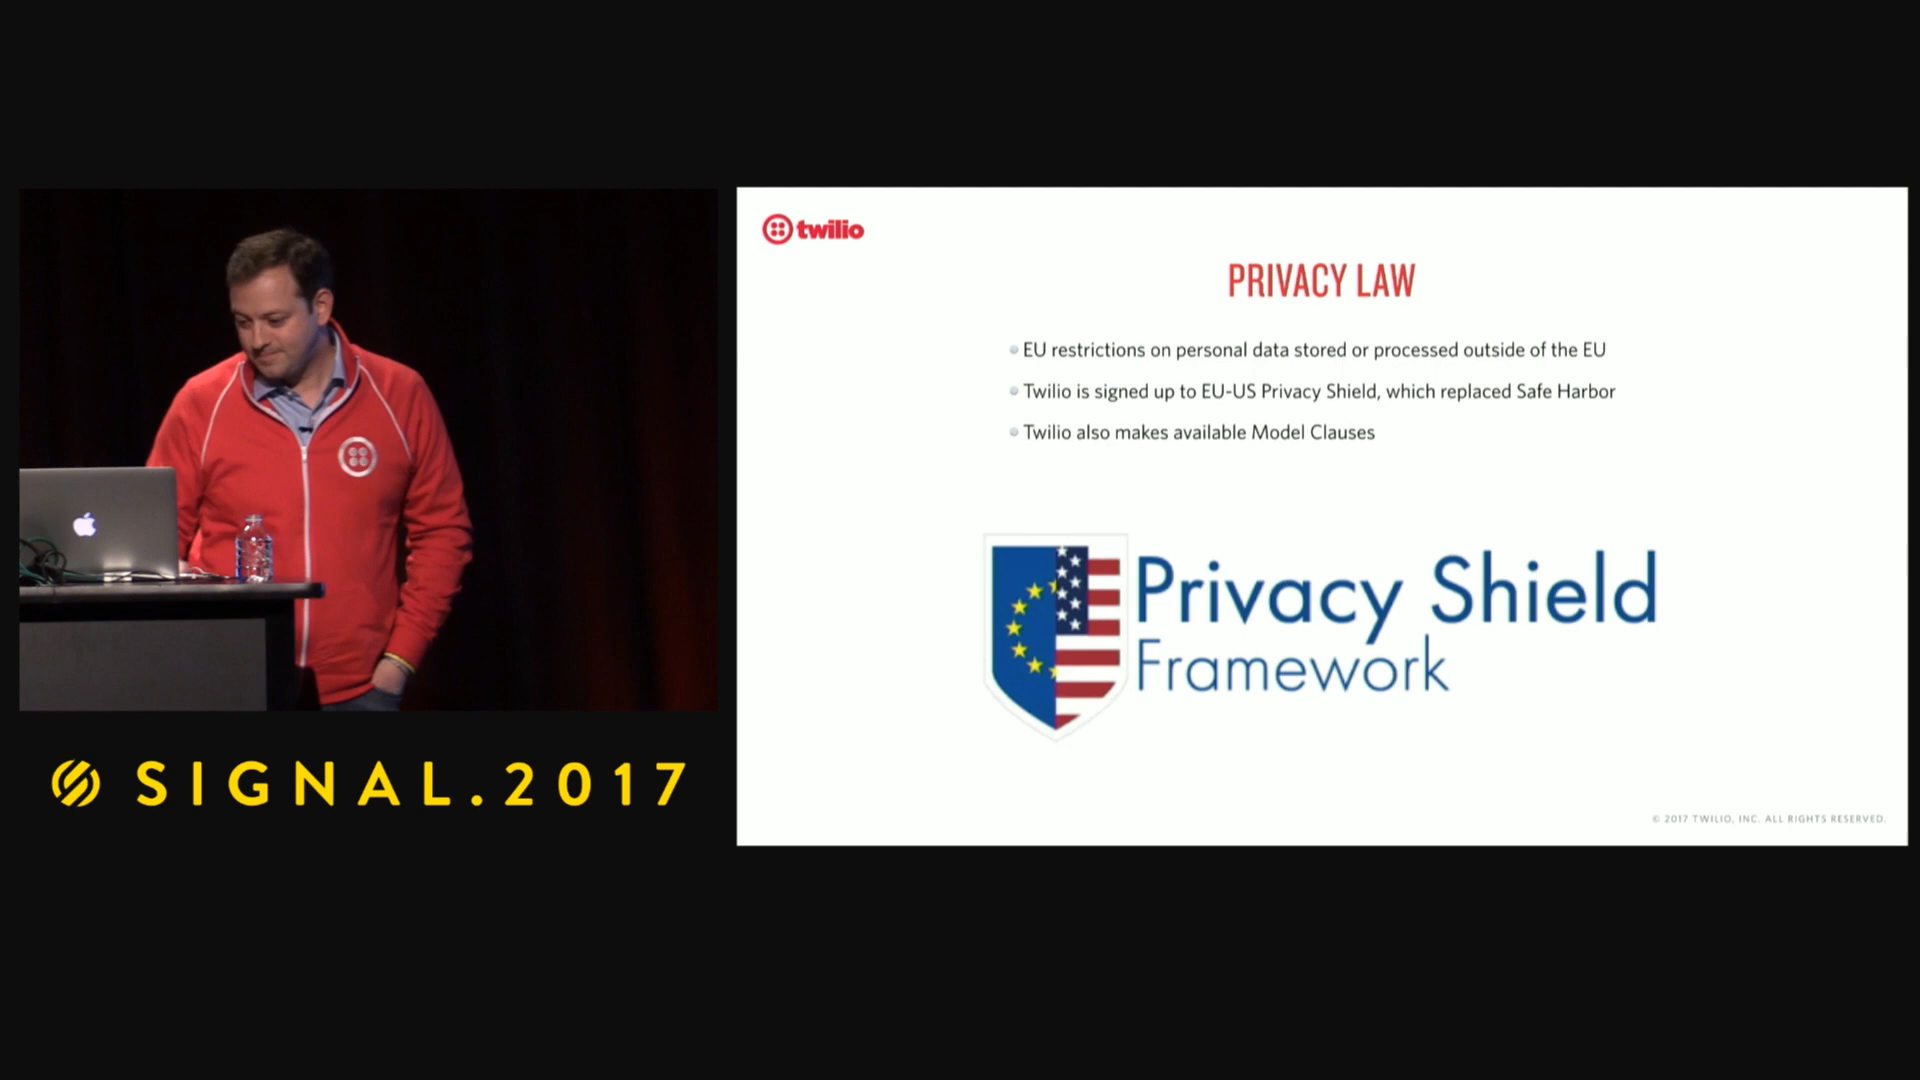 twilio
PRIVACY LAW
EU restrictions on personal data stored or processed outside of the EU
Twilio is signed up to EU-US Privacy Shield, which replaced Safe Harbor
Twilio also makes available Model Clauses
Privacy Shield
Framework
© 2017 TWILIO, INC. ALL RIGHTS RESERVED.
SIGNAL.2017